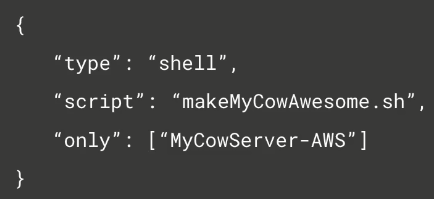 {
“type”: “shell”,
“script”: “makeMyCowAwesome.sh”,
“only”: [“MyCowServer-AWS”]
}